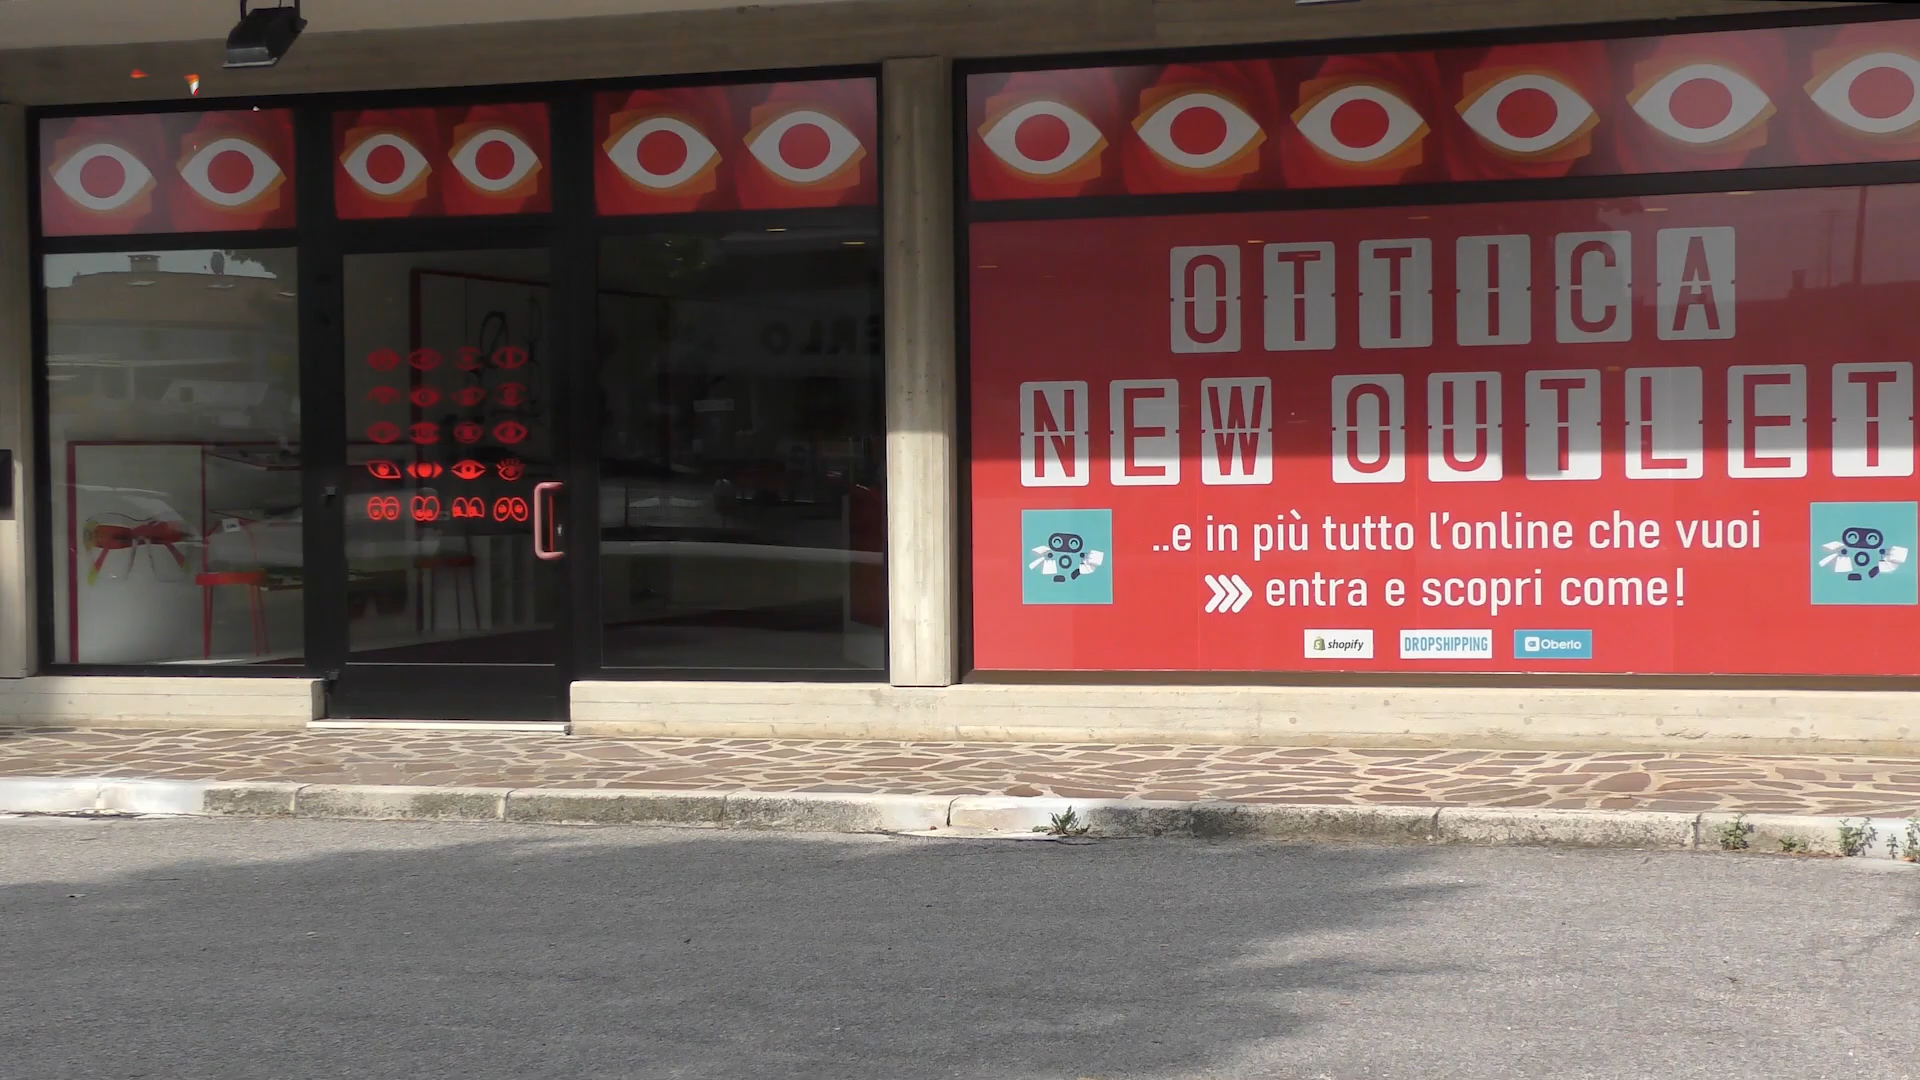 OTTICA
NEW OUTLET
..e in più tutto l'online che vuoi
entra e scopri come!
shopify DROPSHIPPING Oberlo